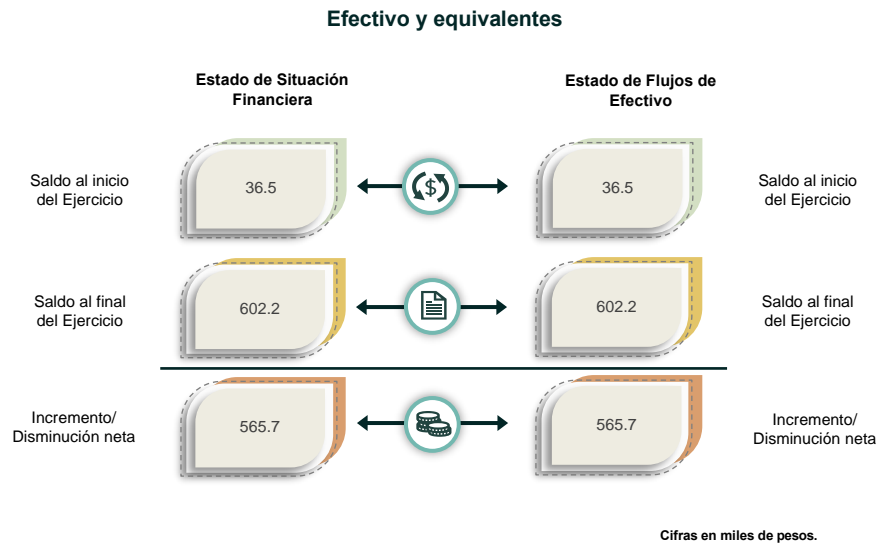 Efectivo y equivalentes
Estado de Situación
Financiera
Estado de Flujos de
Efectivo
Saldo al inicio
del Ejercicio
36.5
$
36.5
Saldo al inicio
del Ejercicio
Saldo al final
del Ejercicio
602.2
602.2
Saldo al final
del Ejercicio
Incremento/
Disminución neta
565.7
565.7
Incremento/
Disminución neta
Cifras en miles de pesos.